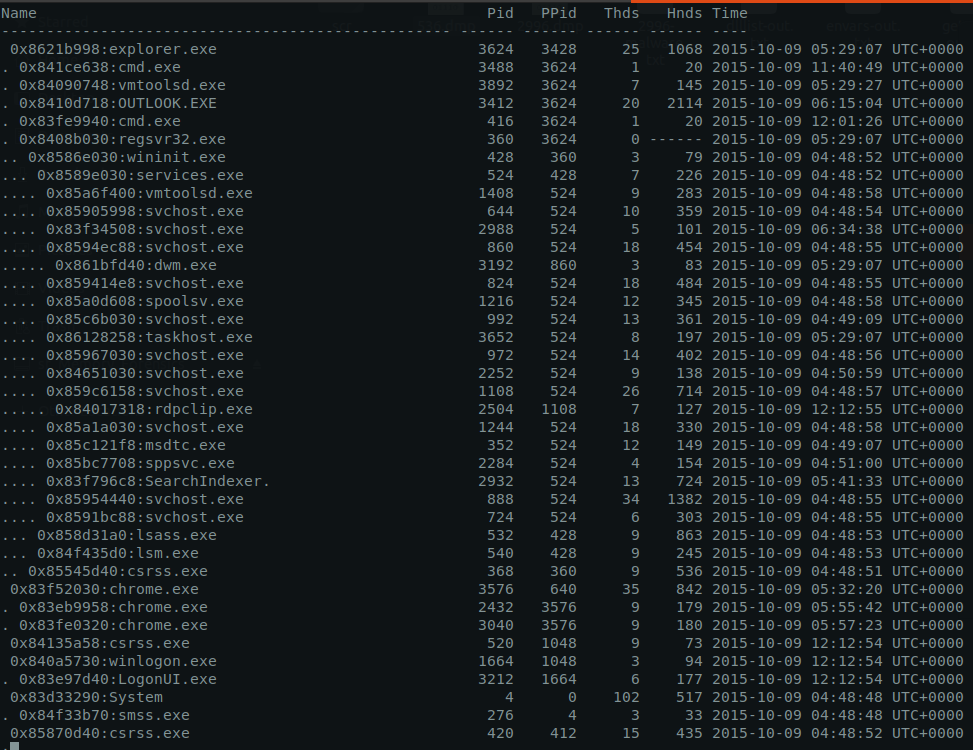 Name Pid PPid Thds Hnds Time
-------------------------------------------------- ------ ------ ------ ------ ----
0x8621b998:explorer.exe 3624 3428 25 1068 2015-10-09 05:29:07 UTC+0000
. 0x841ce638:cmd.exe 3488 3624 1 20 2015-10-09 11:40:49 UTC+0000
. 0x84090748:vmtoolsd.exe 3892 3624 7 145 2015-10-09 05:29:27 UTC+0000
. 0x8410d718:OUTLOOK.EXE 3412 3624 20 2114 2015-10-09 06:15:04 UTC+0000
. 0x83fe9940:cmd.exe 416 3624 1 20 2015-10-09 12:01:26 UTC+0000
. 0x8408b030:regsvr32.exe 360 3624 0 ------ 2015-10-09 05:29:07 UTC+0000
.. 0x8586e030:wininit.exe 428 360 3 79 2015-10-09 04:48:52 UTC+0000
... 0x8589e030:services.exe 524 428 7 226 2015-10-09 04:48:52 UTC+0000
.... 0x85a6f400:vmtoolsd.exe 1408 524 9 283 2015-10-09 04:48:58 UTC+0000
.... 0x85905998:svchost.exe 644 524 10 359 2015-10-09 04:48:54 UTC+0000
.... 0x83f34508:svchost.exe 2988 524 5 101 2015-10-09 06:34:38 UTC+0000
.... 0x8594ec88:svchost.exe 860 524 18 454 2015-10-09 04:48:55 UTC+0000
..... 0x861bfd40:dwm.exe 3192 860 3 83 2015-10-09 05:29:07 UTC+0000
.... 0x859414e8:svchost.exe 824 524 18 484 2015-10-09 04:48:55 UTC+0000
.... 0x85a0d608:spoolsv.exe 1216 524 12 345 2015-10-09 04:48:58 UTC+0000
.... 0x85c6b030:svchost.exe 992 524 13 361 2015-10-09 04:49:09 UTC+0000
.... 0x86128258:taskhost.exe 3652 524 8 197 2015-10-09 05:29:07 UTC+0000
.... 0x85967030:svchost.exe 972 524 14 402 2015-10-09 04:48:56 UTC+0000
.... 0x84651030:svchost.exe 2252 524 9 138 2015-10-09 04:50:59 UTC+0000
.... 0x859c6158:svchost.exe 1108 524 26 714 2015-10-09 04:48:57 UTC+0000
..... 0x84017318:rdpclip.exe 2504 1108 7 127 2015-10-09 12:12:55 UTC+0000
.... 0x85a1a030:svchost.exe 1244 524 18 330 2015-10-09 04:48:58 UTC+0000
.... 0x85c121f8:msdtc.exe 352 524 12 149 2015-10-09 04:49:07 UTC+0000
.... 0x85bc7708:sppsvc.exe 2284 524 4 154 2015-10-09 04:51:00 UTC+0000
.... 0x83f796c8:SearchIndexer. 2932 524 13 724 2015-10-09 05:41:33 UTC+0000
.... 0x85954440:svchost.exe 888 524 34 1382 2015-10-09 04:48:55 UTC+0000
.... 0x8591bc88:svchost.exe 724 524 6 303 2015-10-09 04:48:55 UTC+0000
... 0x858d31a0:lsass.exe 532 428 9 863 2015-10-09 04:48:53 UTC+0000
... 0x84f435d0:lsm.exe 540 428 9 245 2015-10-09 04:48:53 UTC+0000
.. 0x85545d40:csrss.exe 368 360 9 536 2015-10-09 04:48:51 UTC+0000
0x83f52030:chrome.exe 3576 640 35 842 2015-10-09 05:32:20 UTC+0000
. 0x83eb9958:chrome.exe 2432 3576 9 179 2015-10-09 05:55:42 UTC+0000
. 0x83fe0320:chrome.exe 3040 3576 9 180 2015-10-09 05:57:23 UTC+0000
0x84135a58:csrss.exe 520 1048 9 73 2015-10-09 12:12:54 UTC+0000
0x840a5730:winlogon.exe 1664 1048 3 94 2015-10-09 12:12:54 UTC+0000
. 0x83e97d40:LogonUI.exe 3212 1664 6 177 2015-10-09 12:12:54 UTC+0000
0x83d33290:System 4 0 102 517 2015-10-09 04:48:48 UTC+0000
. 0x84f33b70:smss.exe 276 4 3 33 2015-10-09 04:48:48 UTC+0000
0x85870d40:csrss.exe 420 412 15 435 2015-10-09 04:48:52 UTC+0000